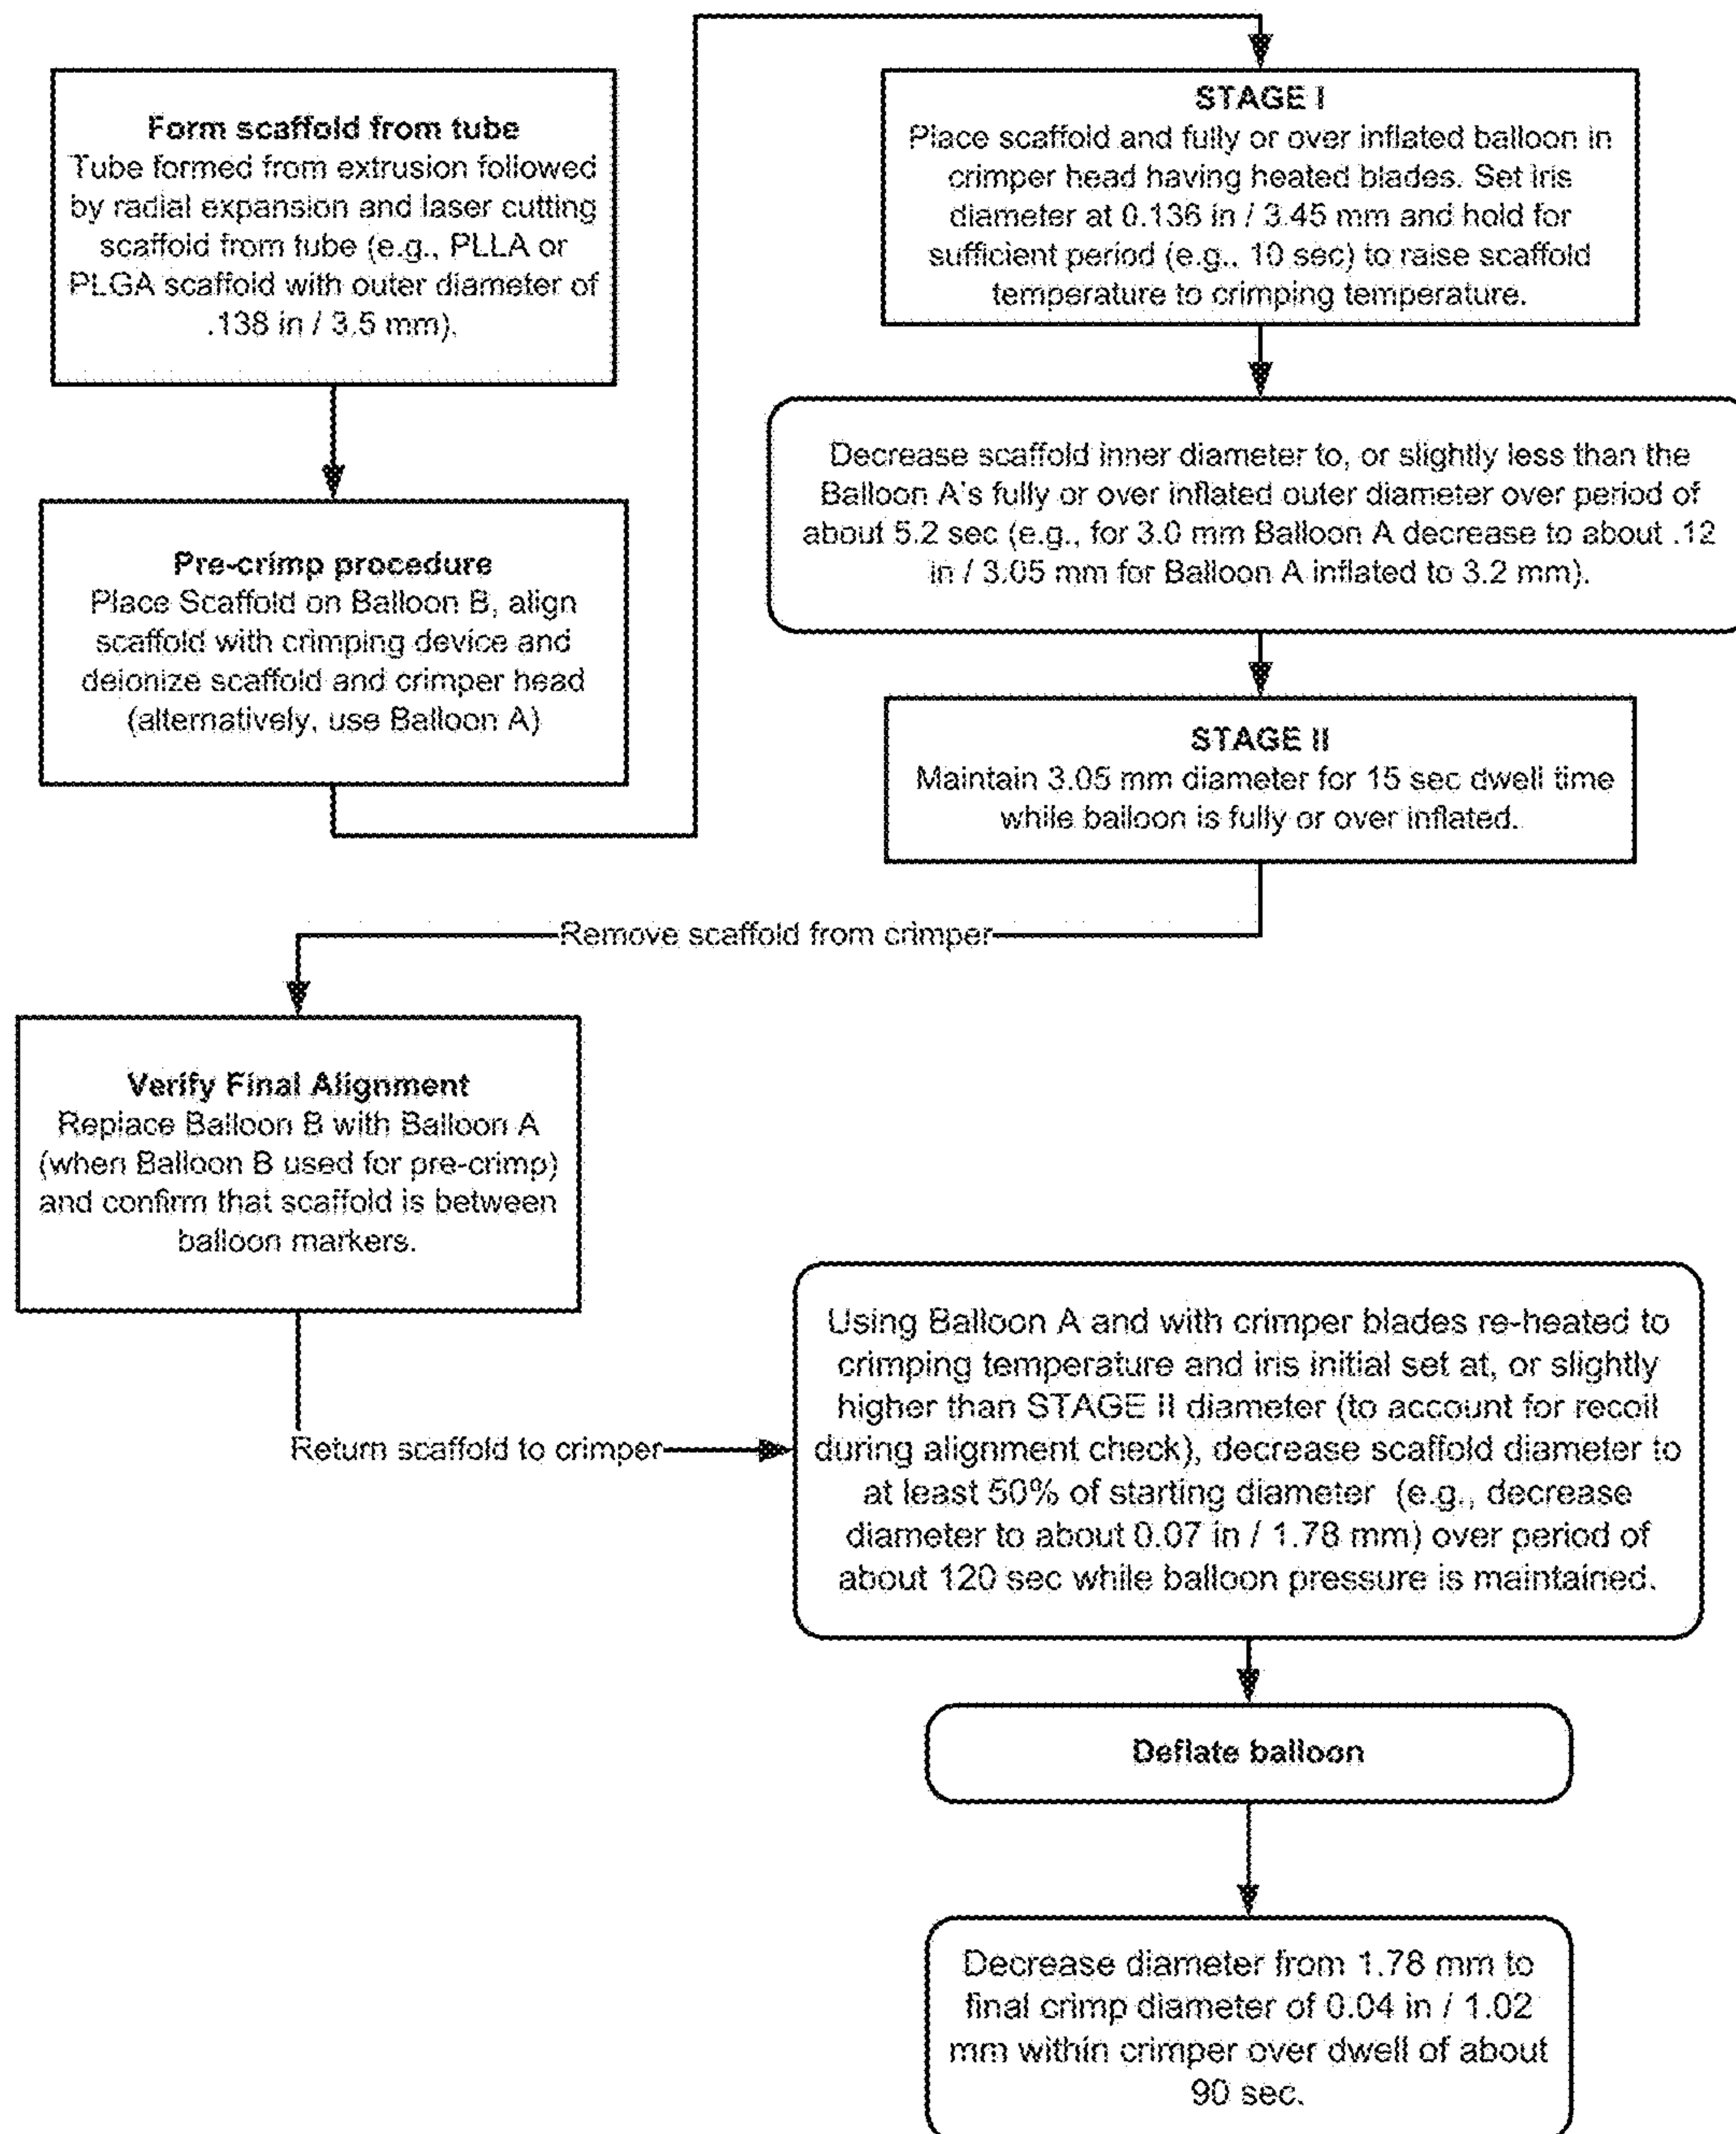 Form scaffold from tube
Tube formed from extrusion followed
by radial expansion and laser cutting
scaffold from tube (e.g., PLLA or
PLGA scaffold with outer diameter of
.138 in / 3.5 mm).
Pre-crimp procedure
Place Scaffold on Balloon B, align
scaffold with crimping device and
deionize scaffold and crimper head
(alternatively, use Balloon A)
STAGE I
Place scaffold and fully or over inflated balloon in
crimper head having heated blades. Set iris
diameter at 0.136 in / 3.45 mm and hold for
sufficient period (e.g., 10 sec) to raise scaffold
temperature to crimping temperature.
Decrease scaffold inner diameter to, or slightly less than the
Balloon A's fully or over inflated outer diameter over period of
about 5.2 sec (e.g., for 3.0 mm Balloon A decrease to about .12
in / 3.05 mm for Balloon A inflated to 3.2 mm).
STAGE II
Maintain 3.05 mm diameter for 15 sec dwell time
while balloon is fully or over inflated.
Remove scaffold from crimper
Verify Final Alignment
Replace Balloon B with Balloon A
(when Balloon B used for pre-crimp)
and confirm that scaffold is between
balloon markers.
Return scaffold to crimper
Using Balloon A and with crimper blades re-heated to
crimping temperature and iris initial set at, or slightly
higher than STAGE II diameter (to account for recoil
during alignment check), decrease scaffold diameter to
at least 50% of starting diameter (e.g., decrease
diameter to about 0.07 in / 1.78 mm) over period of
about 120 sec while balloon pressure is maintained.
Deflate balloon
Decrease diameter from 1.78 mm to
final crimp diameter of 0.04 in / 1.02
mm within crimper over dwell of about
90 sec.